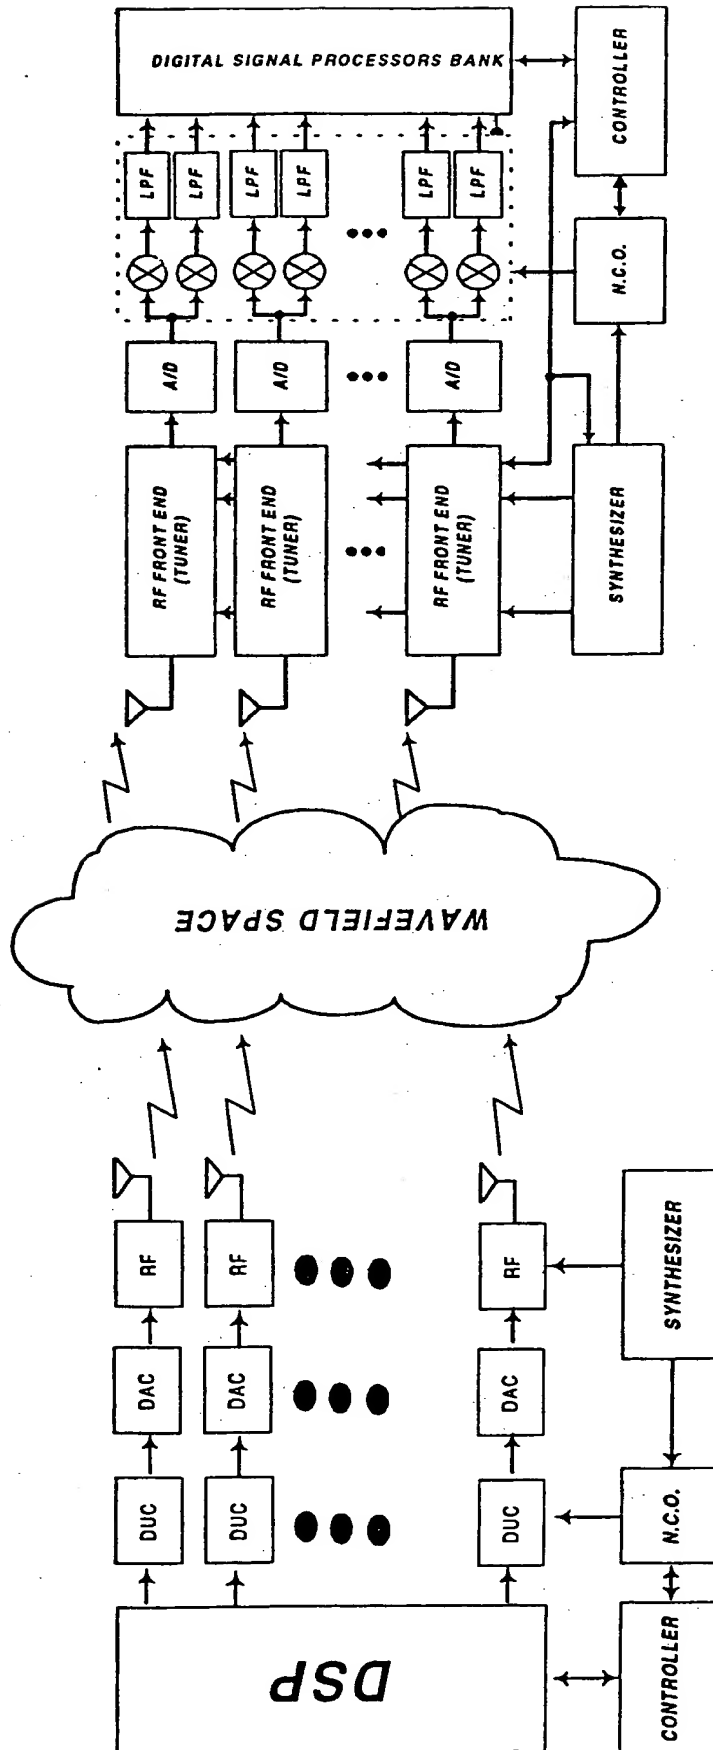 DIGITAL SIGNAL PROCESSORS BANK
CONTROLLER
LPF
LPF
LPF
LPF
LPF
LPF
N.C.O.
A/D
A/D
A/D
RF FRONT END
(TUNER)
RF FRONT END
(TUNER)
RF FRONT END
(TUNER)
SYNTHESIZER
WAVEFIELD SPACE
RF
RF
RF
SYNTHESIZER
DAC
DAC
DAC
DUC
DUC
DUC
N.C.O.
DSP
CONTROLLER